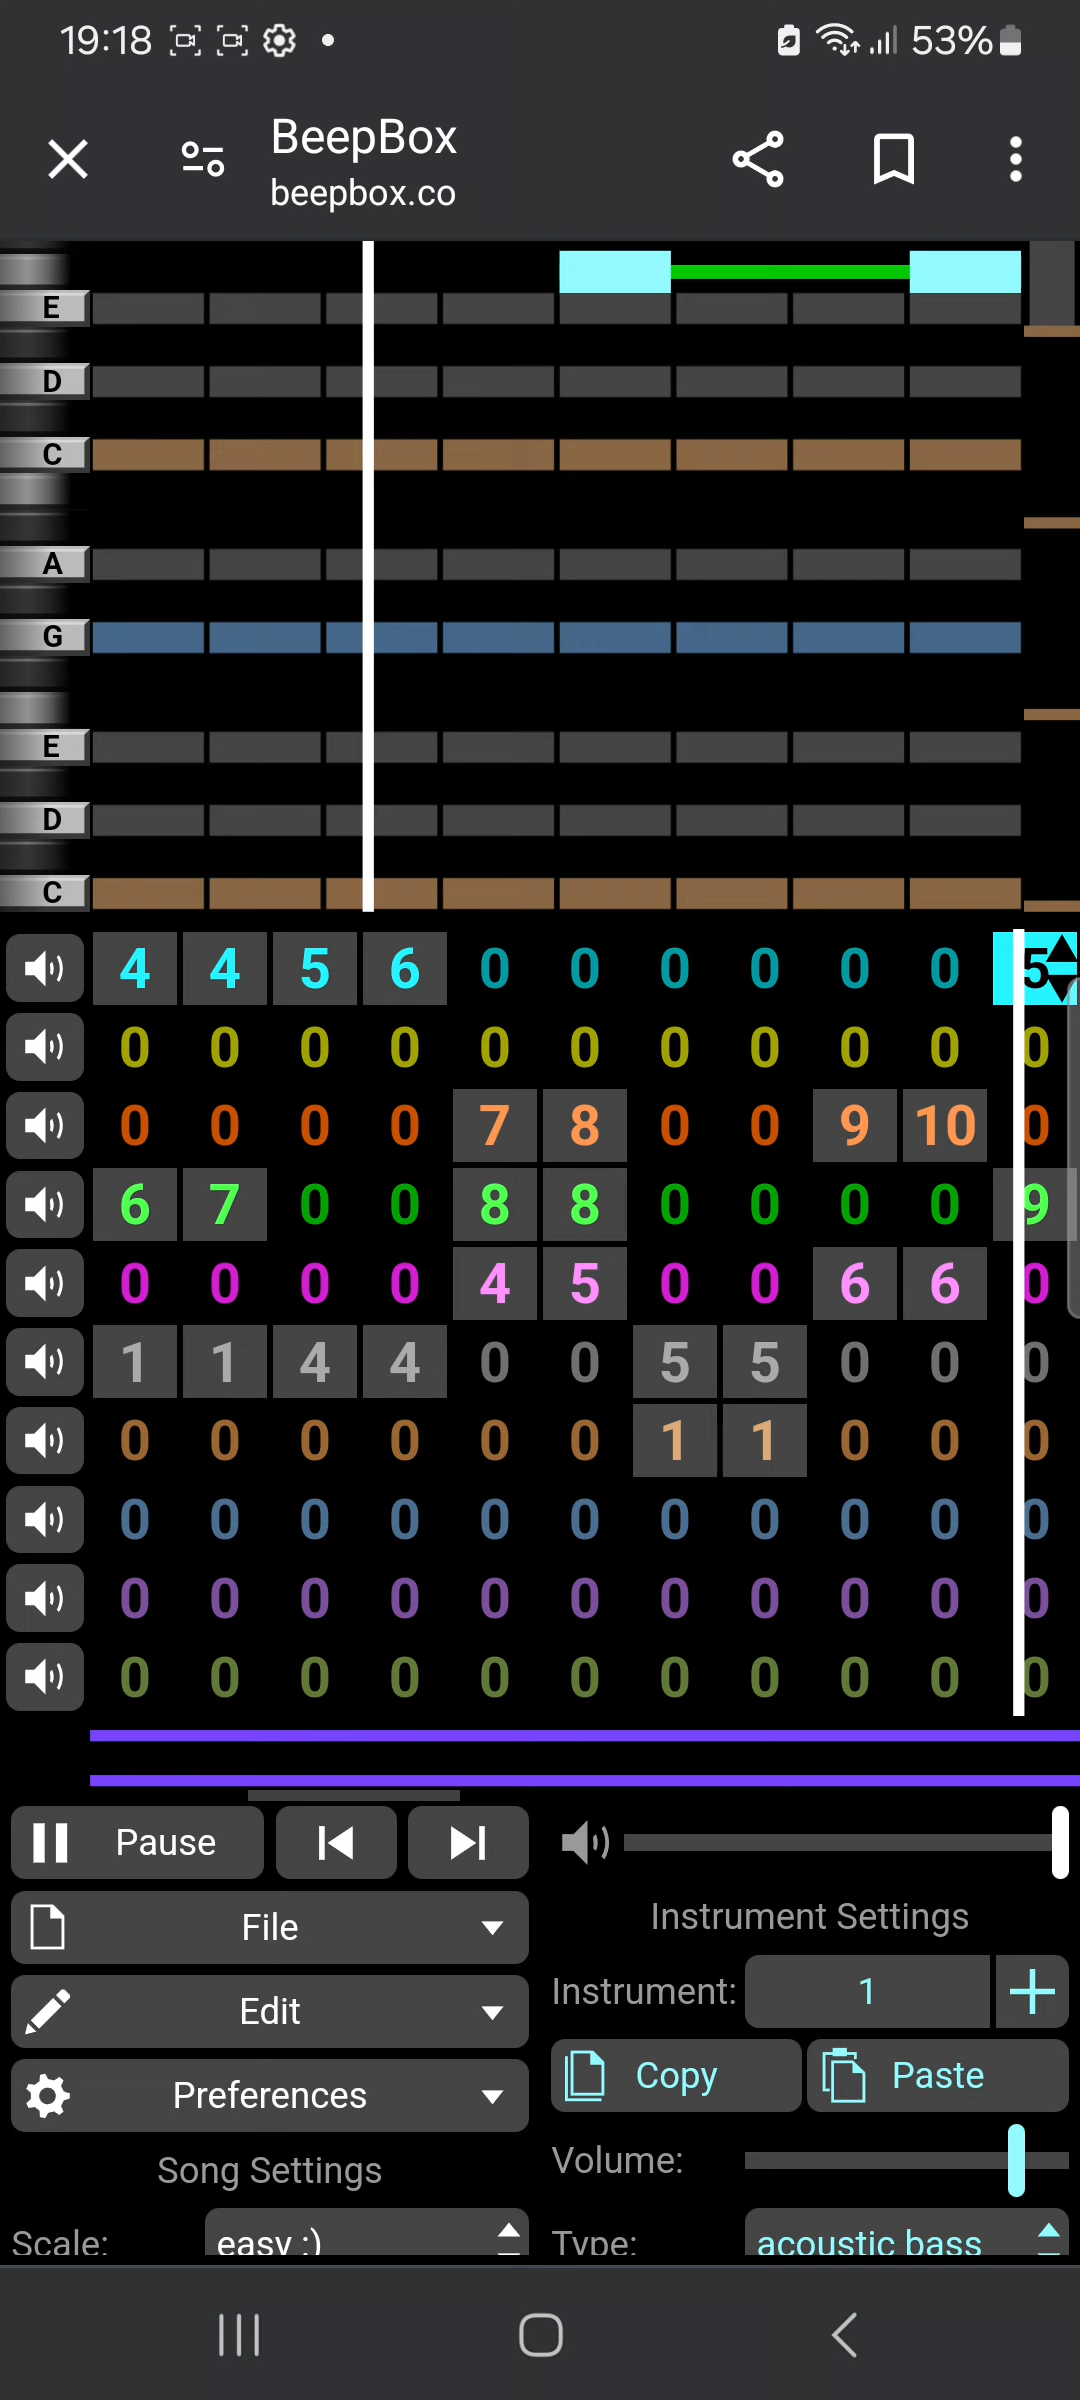 19:18 53%
BeepBox
beepbox.co
E
D
C
A
G
E
D
C
4 4 5 6 0 0 0 0 0 0 5
0 0 0 0 0 0 0 0 0 0 0
0 0 0 0 7 8 0 0 9 10 0
6 7 0 0 8 8 0 0 0 0 9
0 0 0 0 4 5 0 0 6 6 0
1 1 4 4 0 0 5 5 0 0 0
0 0 0 0 0 0 1 1 0 0 0
0 0 0 0 0 0 0 0 0 0 0
0 0 0 0 0 0 0 0 0 0 0
0 0 0 0 0 0 0 0 0 0 0
Pause
File
Edit
Preferences
Song Settings
Scale: easy :)
Instrument Settings
Instrument: 1
Copy Paste
Volume:
Type: acoustic bass